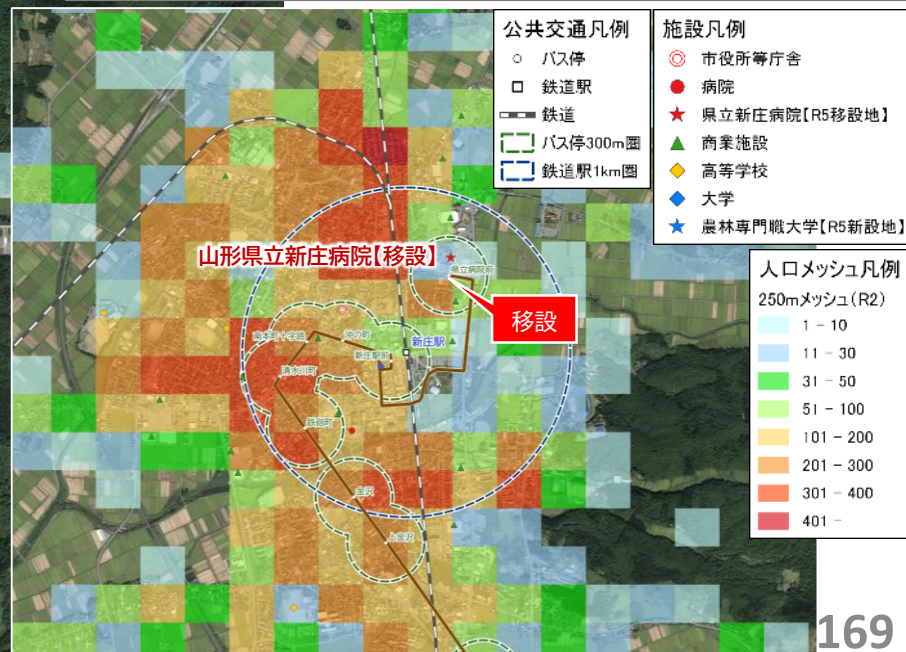 公共交通凡例
バス停
鉄道駅
鉄道
バス停300m圏
鉄道駅1km圏
施設凡例
市役所等庁舎
病院
県立新庄病院【R5移設地】
商業施設
高等学校
大学
農林専門職大学【R5新設地】
人口メッシュ凡例
250mメッシュ(R2)
1 - 10
11 - 30
31 - 50
51 - 100
101 - 200
201 - 300
301 - 400
401 -
山形県立新庄病院【移設】
県立病院前
移設
沖の町
南本町十字路
新庄駅
新庄駅前
清水川町
鉄砲町
金沢
上金沢
169